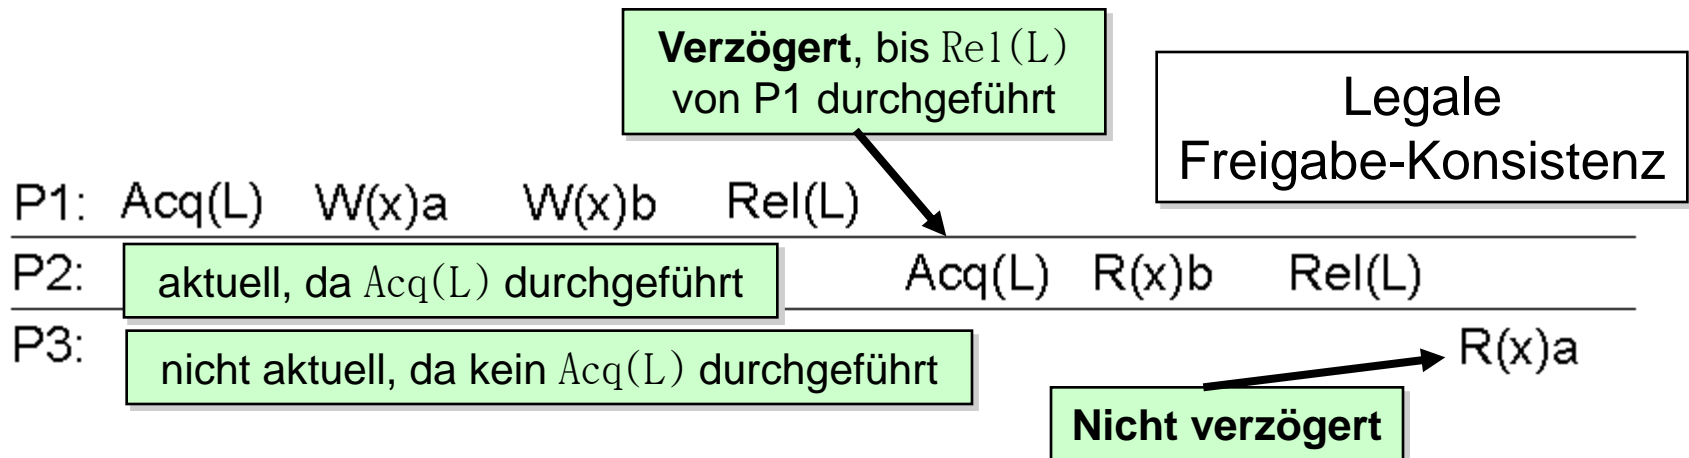 Verzögert, bis Rel(L)
von P1 durchgeführt
Legale
Freigabe-Konsistenz
P1: Acq(L) W(x)a W(x)b Rel(L)
P2: aktuell, da Acq(L) durchgeführt Acq(L) R(x)b Rel(L)
P3: nicht aktuell, da kein Acq(L) durchgeführt R(x)a
Nicht verzögert